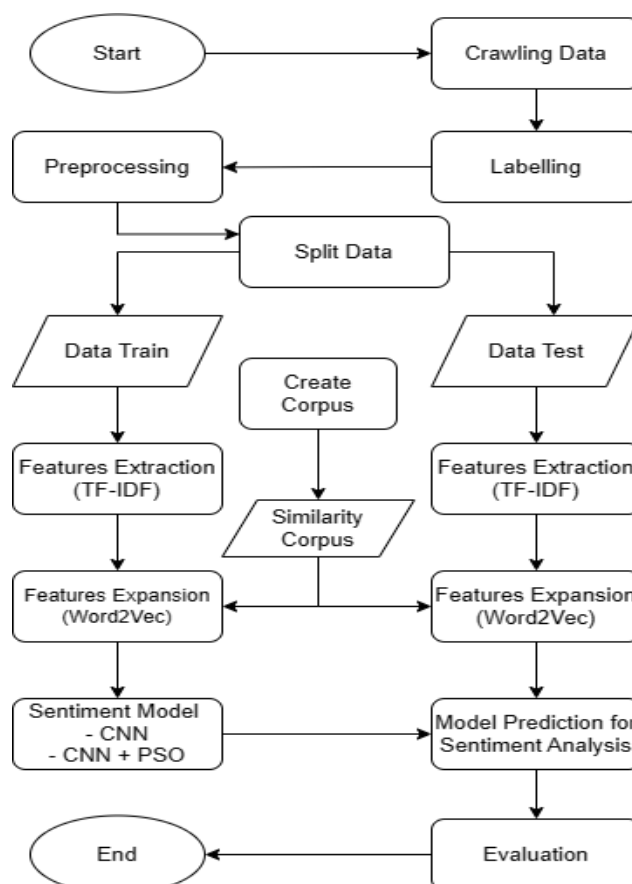 Start
Crawling Data
Preprocessing
Labelling
Split Data
Data Train
Data Test
Create
Corpus
Features Extraction
(TF-IDF)
Features Extraction
(TF-IDF)
Similarity
Corpus
Features Expansion
(Word2Vec)
Features Expansion
(Word2Vec)
Sentiment Model
- CNN
- CNN + PSO
Model Prediction for
Sentiment Analysis
End
Evaluation